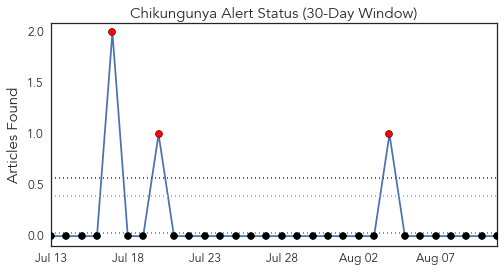 Chikungunya Alert Status (30-Day Window)
Articles Found
2.0
1.5
1.0
0.5
0.0
Jul 13 Jul 18 Jul 23 Jul 28 Aug 02 Aug 07